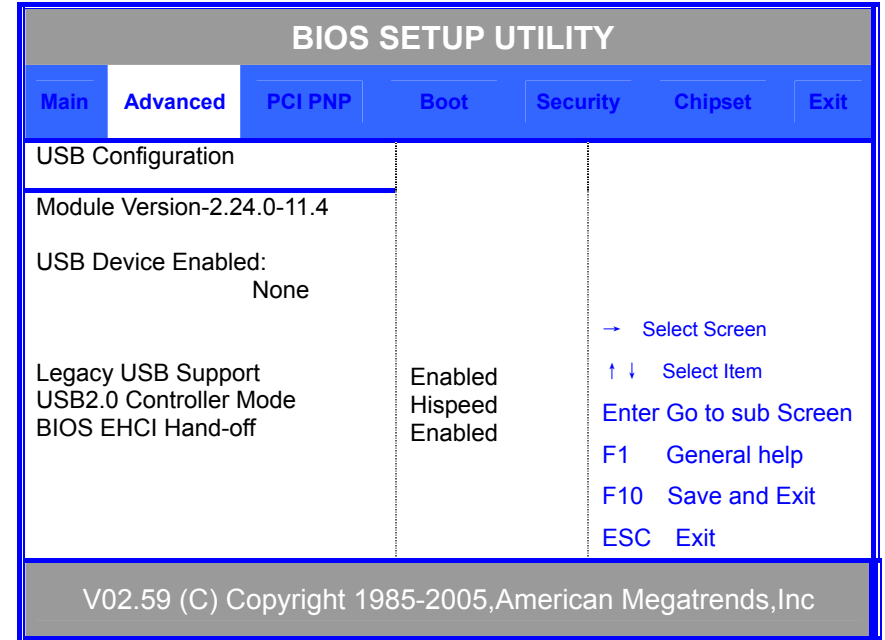 BIOS SETUP UTILITY
Main Advanced PCI PNP Boot Security Chipset Exit
USB Configuration
Module Version-2.24.0-11.4
USB Device Enabled:
None
Legacy USB Support Enabled
USB2.0 Controller Mode Hispeed
BIOS EHCI Hand-off Enabled
→ Select Screen
↑↓ Select Item
Enter Go to sub Screen
F1 General help
F10 Save and Exit
ESC Exit
V02.59 (C) Copyright 1985-2005,American Megatrends,Inc